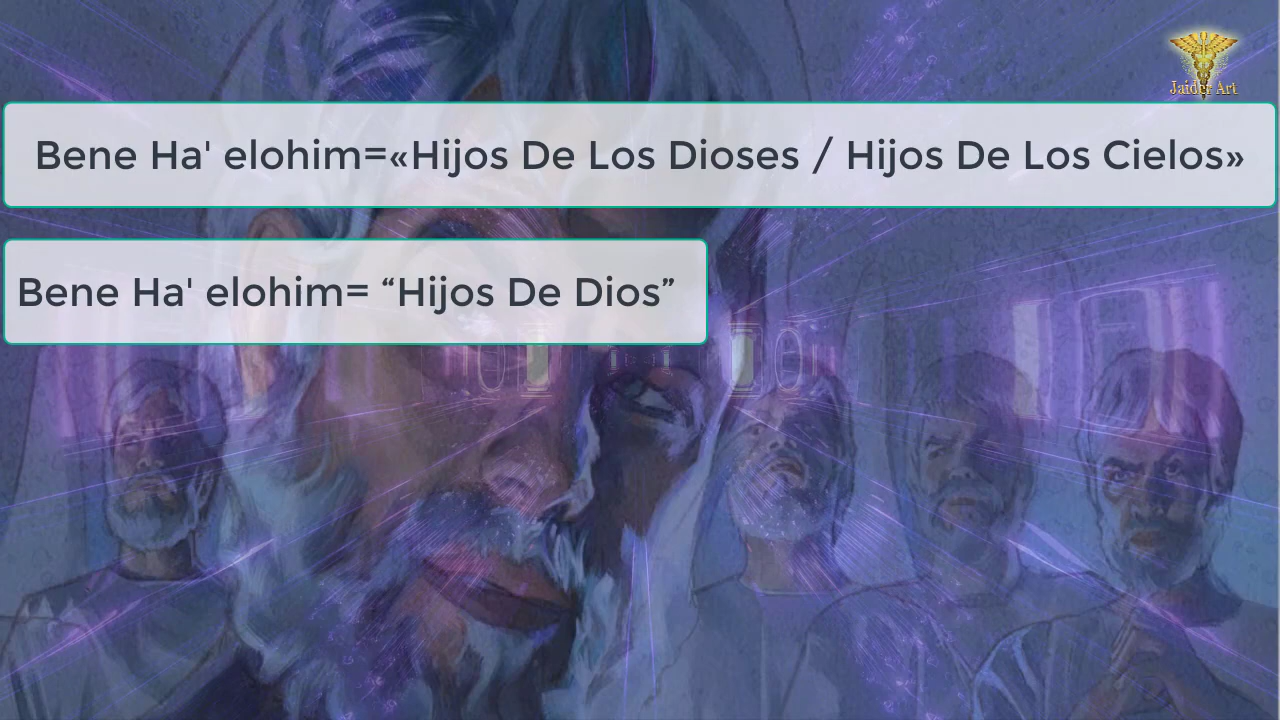 Jaider Art
Bene Ha' elohim=«Hijos De Los Dioses / Hijos De Los Cielos»
Bene Ha' elohim= “Hijos De Dios”